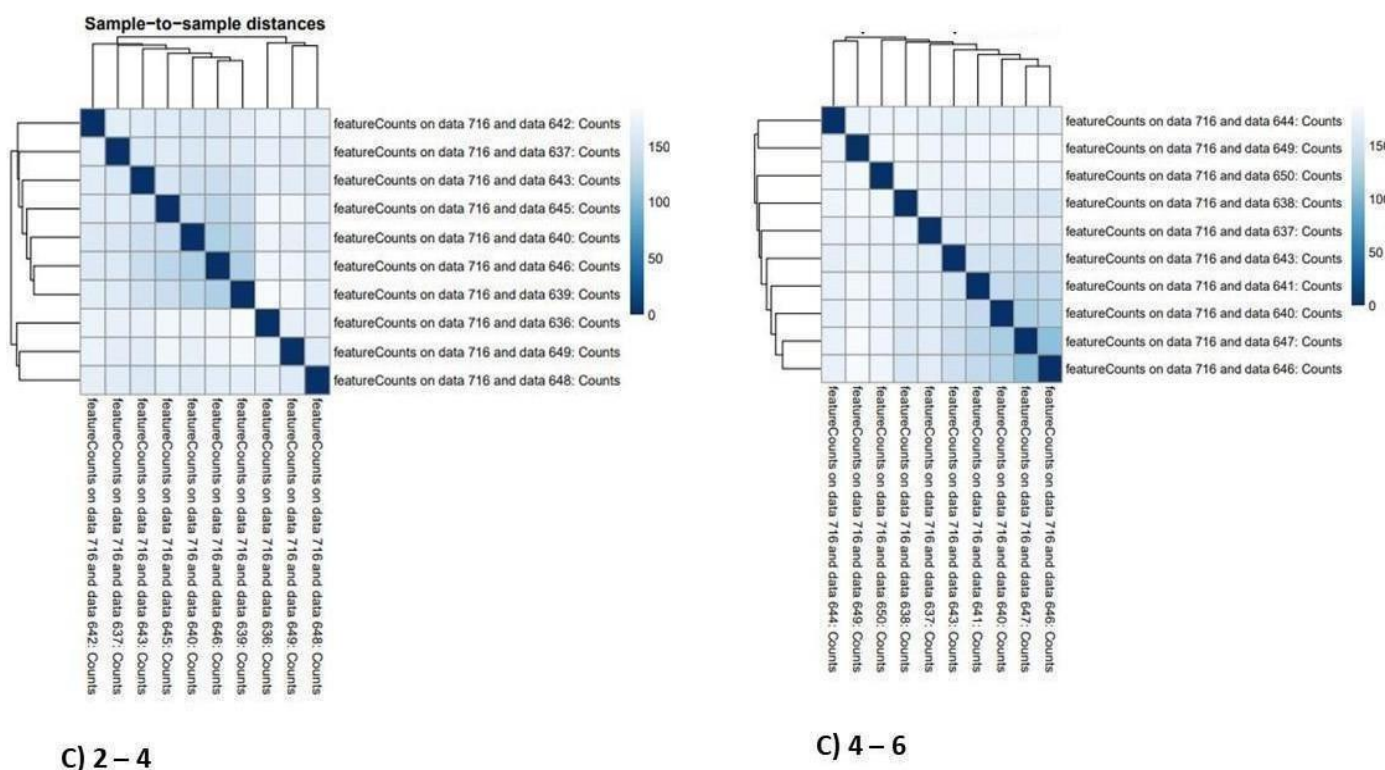 Sample-to-sample distances
featureCounts on data 716 and data 642: Counts
featureCounts on data 716 and data 637: Counts
featureCounts on data 716 and data 643: Counts
featureCounts on data 716 and data 645: Counts
featureCounts on data 716 and data 640: Counts
featureCounts on data 716 and data 646: Counts
featureCounts on data 716 and data 639: Counts
featureCounts on data 716 and data 636: Counts
featureCounts on data 716 and data 649: Counts
featureCounts on data 716 and data 648: Counts
150
100
50
0
featureCounts on data 716 and data 642: Counts
featureCounts on data 716 and data 637: Counts
featureCounts on data 716 and data 643: Counts
featureCounts on data 716 and data 645: Counts
featureCounts on data 716 and data 640: Counts
featureCounts on data 716 and data 646: Counts
featureCounts on data 716 and data 639: Counts
featureCounts on data 716 and data 636: Counts
featureCounts on data 716 and data 649: Counts
featureCounts on data 716 and data 648: Counts
C) 2 – 4
featureCounts on data 716 and data 644: Counts
featureCounts on data 716 and data 649: Counts
featureCounts on data 716 and data 650: Counts
featureCounts on data 716 and data 638: Counts
featureCounts on data 716 and data 637: Counts
featureCounts on data 716 and data 643: Counts
featureCounts on data 716 and data 641: Counts
featureCounts on data 716 and data 640: Counts
featureCounts on data 716 and data 647: Counts
featureCounts on data 716 and data 646: Counts
150
100
50
0
featureCounts on data 716 and data 644: Counts
featureCounts on data 716 and data 649: Counts
featureCounts on data 716 and data 650: Counts
featureCounts on data 716 and data 638: Counts
featureCounts on data 716 and data 637: Counts
featureCounts on data 716 and data 643: Counts
featureCounts on data 716 and data 641: Counts
featureCounts on data 716 and data 640: Counts
featureCounts on data 716 and data 647: Counts
featureCounts on data 716 and data 646: Counts
C) 4 – 6